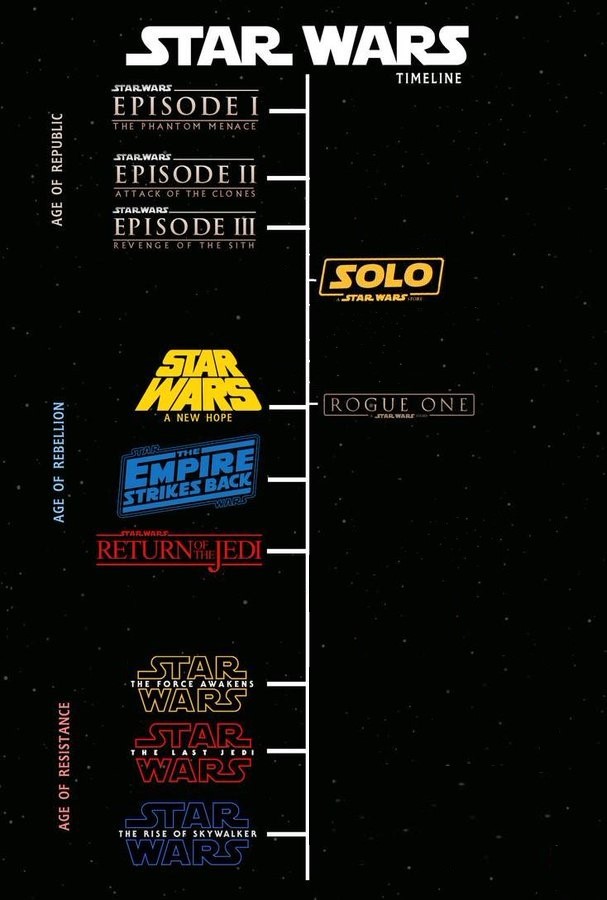 STAR WARS
TIMELINE
AGE OF REPUBLIC
STAR WARS
EPISODE I
THE PHANTOM MENACE
STAR WARS
EPISODE II
ATTACK OF THE CLONES
STAR WARS
EPISODE III
REVENGE OF THE SITH
SOLO
A STAR WARS STORY
AGE OF REBELLION
STAR
WARS
A NEW HOPE
ROGUE ONE
A STAR WARS STORY
STAR
THE
EMPIRE
STRIKES BACK
WARS
STAR WARS
RETURN OF THE JEDI
AGE OF RESISTANCE
STAR
THE FORCE AWAKENS
WARS
STAR
THE LAST JEDI
WARS
STAR
THE RISE OF SKYWALKER
WARS